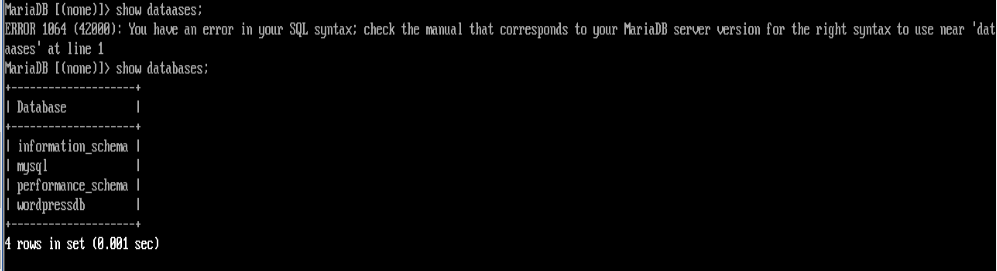 MariaDB [(none)]> show dataases;
ERROR 1064 (42000): You have an error in your SQL syntax; check the manual that corresponds to your MariaDB server version for the right syntax to use near 'dat
aases' at line 1
MariaDB [(none)]> show databases;
+--------------------+
| Database           |
+--------------------+
| information_schema |
| mysql              |
| performance_schema |
| wordpressdb        |
+--------------------+
4 rows in set (0.001 sec)